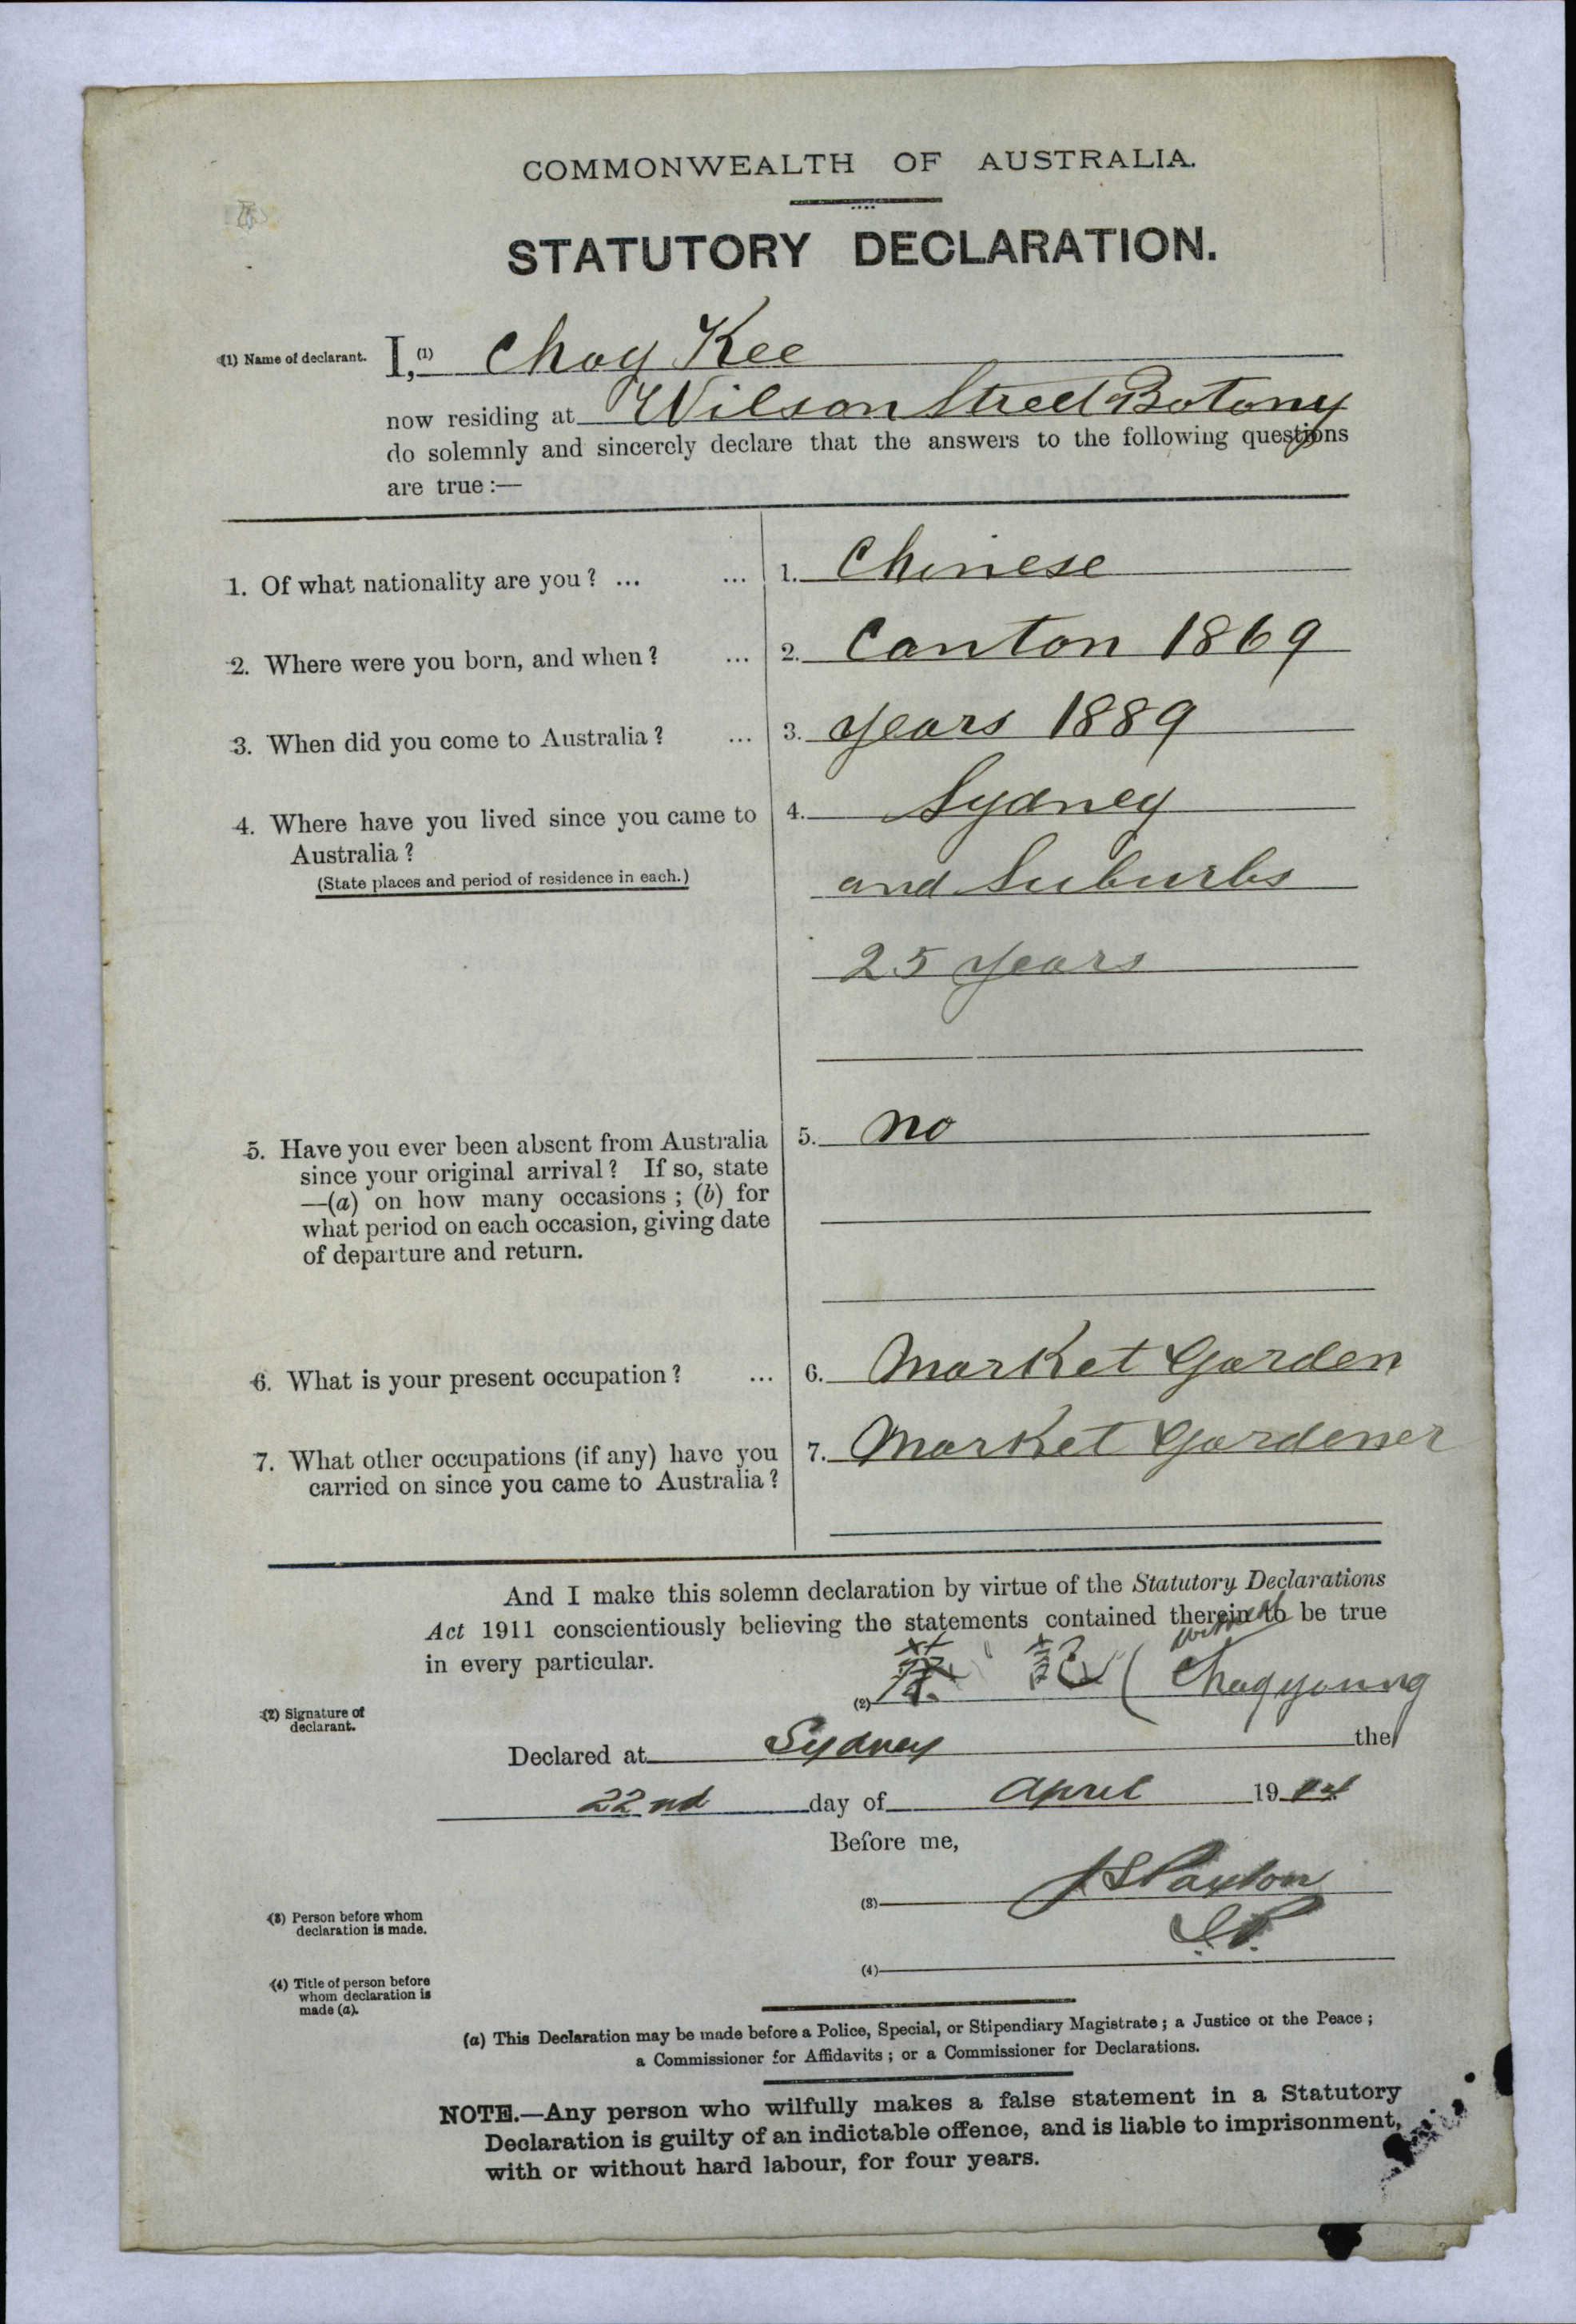 COMMONWEALTH OF AUSTRALIA.
STATUTORY DECLARATION.
(1) Name of declarant. I,(1) Choy Kee
now residing at Wilson Street Botony
do solemnly and sincerely declare that the answers to the following questions
are true:—
1. Of what nationality are you? ... ... 1. Chinese
2. Where were you born, and when? ... 2. Canton 1869
3. When did you come to Australia? ... 3. years 1889
4. Where have you lived since you came to 4. Sydney
Australia?
(State places and period of residence in each.) and Suburbs
25 years
5. Have you ever been absent from Australia 5. no
since your original arrival? If so, state
—(a) on how many occasions; (b) for
what period on each occasion, giving date
of departure and return.
6. What is your present occupation? ... 6. Market Garden
7. What other occupations (if any) have you 7. Market Gardener
carried on since you came to Australia?
And I make this solemn declaration by virtue of the Statutory Declarations
Act 1911 conscientiously believing the statements contained therein to be true
in every particular.
witness
(2) 蔡 記 ( Choy young
(2) Signature of
declarant.
Declared at Sydney the
22nd day of April 1914
Before me,
(3) J S Paxton
(3) Person before whom
declaration is made.
J.P.
(4)
(4) Title of person before
whom declaration is
made (a).
(a) This Declaration may be made before a Police, Special, or Stipendiary Magistrate; a Justice of the Peace;
a Commissioner for Affidavits; or a Commissioner for Declarations.
NOTE.—Any person who wilfully makes a false statement in a Statutory
Declaration is guilty of an indictable offence, and is liable to imprisonment,
with or without hard labour, for four years.